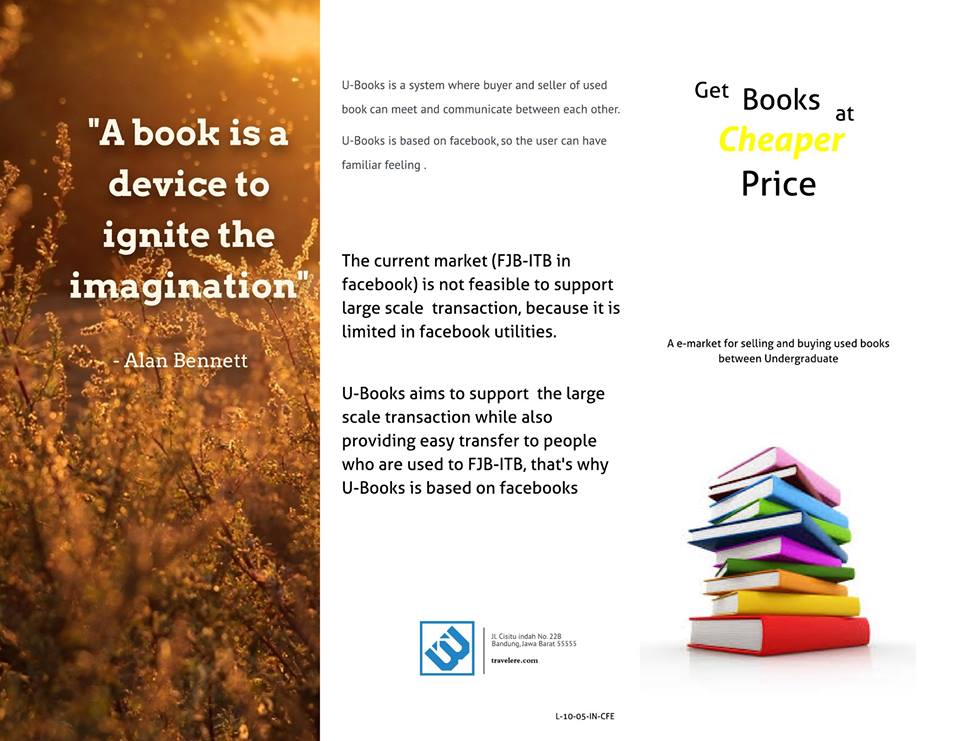 "A book is a
device to
ignite the
imagination"
- Alan Bennett
U-Books is a system where buyer and seller of used
book can meet and communicate between each other.
U-Books is based on facebook, so the user can have
familiar feeling .
The current market (FJB-ITB in
facebook) is not feasible to support
large scale  transaction, because it is
limited in facebook utilities.
U-Books aims to support  the large
scale transaction while also
providing easy transfer to people
who are used to FJB-ITB, that's why
U-Books is based on facebooks
Jl. Cisitu indah No. 22B
Bandung, Jawa Barat 55555
travelere.com
L-10-05-IN-CFE
Get Books at
Cheaper
Price
A e-market for selling and buying used books
between Undergraduate